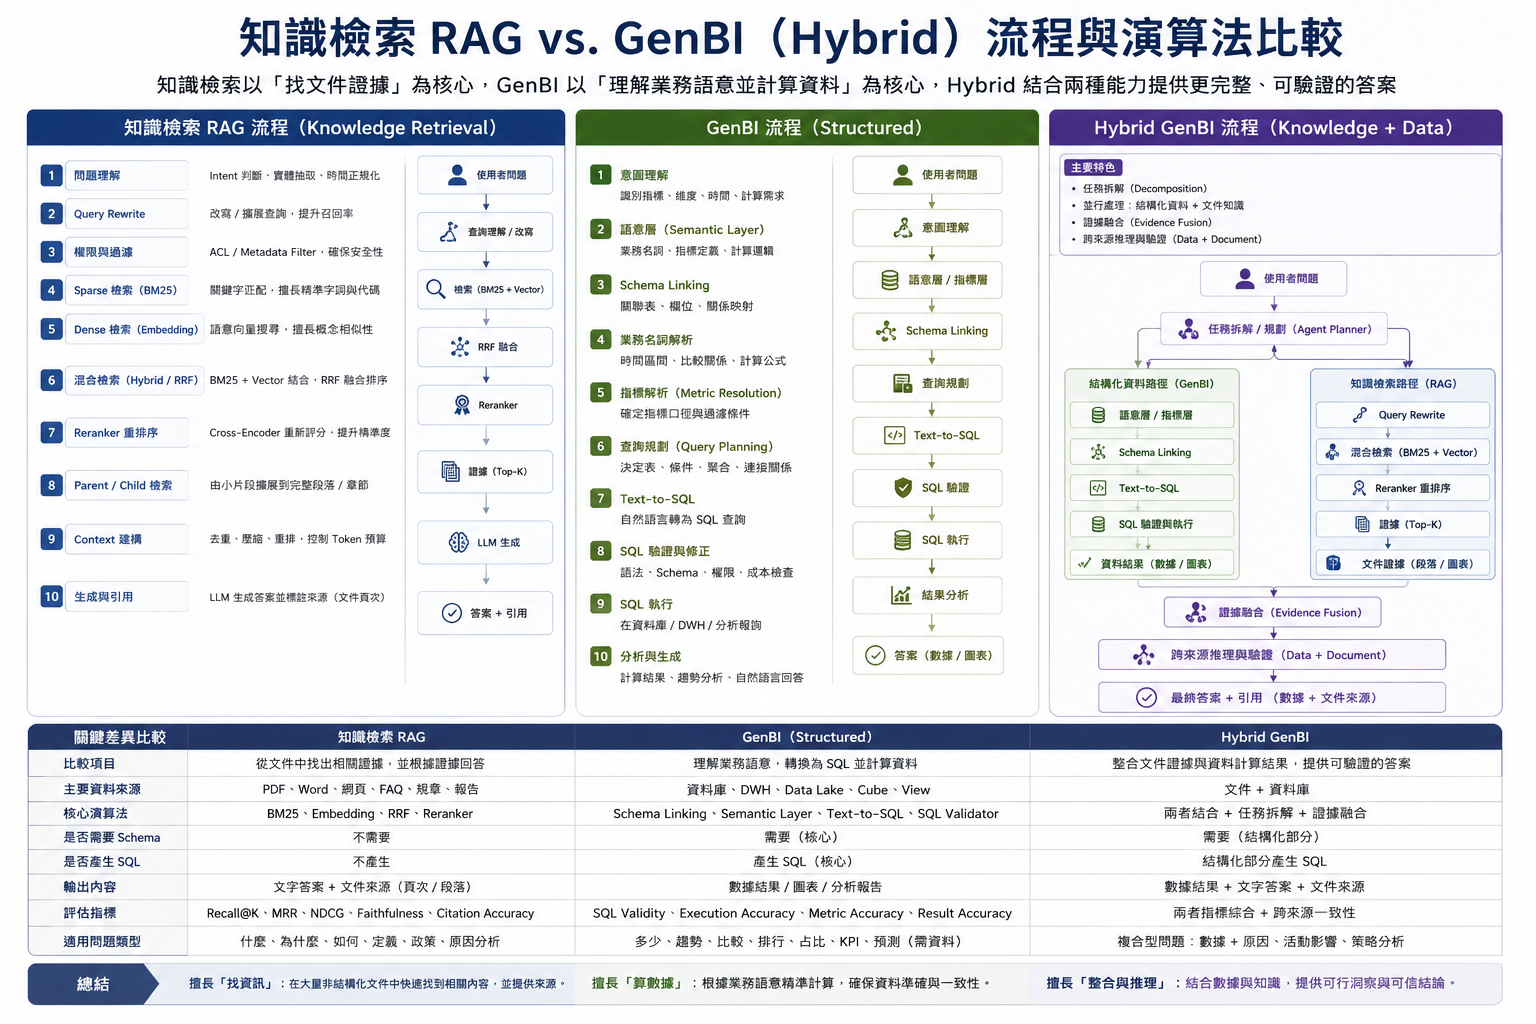 知識檢索 RAG vs. GenBI（Hybrid）流程與演算法比較
知識檢索以「找文件證據」為核心，GenBI 以「理解業務語意並計算資料」為核心，Hybrid 結合兩種能力提供更完整、可驗證的答案
知識檢索 RAG 流程（Knowledge Retrieval）
1 問題理解 Intent 判斷、實體抽取、時間正規化
2 Query Rewrite 改寫 / 擴展查詢，提升召回率
3 權限與過濾 ACL / Metadata Filter，確保安全性
4 Sparse 檢索（BM25） 關鍵字匹配，擅長精準字詞與代碼
5 Dense 檢索（Embedding） 語意向量搜尋，擅長概念相似性
6 混合檢索（Hybrid / RRF） BM25 + Vector 結合，RRF 融合排序
7 Reranker 重排序 Cross-Encoder 重新評分，提升精準度
8 Parent / Child 檢索 由小片段擴展到完整段落 / 章節
9 Context 建構 去重、壓縮、重排，控制 Token 預算
10 生成與引用 LLM 生成答案並標註來源（文件頁次）
使用者問題
查詢理解 / 改寫
檢索（BM25 + Vector）
RRF 融合
Reranker
證據（Top-K）
LLM 生成
答案 + 引用
GenBI 流程（Structured）
1 意圖理解
識別指標、維度、時間、計算需求
2 語意層（Semantic Layer）
業務名詞、指標定義、計算邏輯
3 Schema Linking
關聯表、欄位、關係映射
4 業務名詞解析
時間區間、比較關係、計算公式
5 指標解析（Metric Resolution）
確定指標口徑與過濾條件
6 查詢規劃（Query Planning）
決定表、條件、聚合、連接關係
7 Text-to-SQL
自然語言轉為 SQL 查詢
8 SQL 驗證與修正
語法、Schema、權限、成本檢查
9 SQL 執行
在資料庫 / DWH / 分析報詢
10 分析與生成
計算結果、趨勢分析、自然語言回答
使用者問題
意圖理解
語意層 / 指標層
Schema Linking
查詢規劃
Text-to-SQL
SQL 驗證
SQL 執行
結果分析
答案（數據 / 圖表）
Hybrid GenBI 流程（Knowledge + Data）
主要特色
• 任務拆解（Decomposition）
• 並行處理：結構化資料 + 文件知識
• 證據融合（Evidence Fusion）
• 跨來源推理與驗證（Data + Document）
使用者問題
任務拆解 / 規劃（Agent Planner）
結構化資料路徑（GenBI）
語意層 / 指標層
Schema Linking
Text-to-SQL
SQL 驗證與執行
資料結果（數據 / 圖表）
知識檢索路徑（RAG）
Query Rewrite
混合檢索（BM25 + Vector）
Reranker 重排序
證據（Top-K）
文件證據（段落 / 圖表）
證據融合（Evidence Fusion）
跨來源推理與驗證（Data + Document）
最終答案 + 引用 （數據 + 文件來源）
關鍵差異比較 知識檢索 RAG GenBI（Structured） Hybrid GenBI
比較項目 從文件中找出相關證據，並根據證據回答 理解業務語意，轉換為 SQL 並計算資料 整合文件證據與資料計算結果，提供可驗證的答案
主要資料來源 PDF、Word、網頁、FAQ、規章、報告 資料庫、DWH、Data Lake、Cube、View 文件 + 資料庫
核心演算法 BM25、Embedding、RRF、Reranker Schema Linking、Semantic Layer、Text-to-SQL、SQL Validator 兩者結合 + 任務拆解 + 證據融合
是否需要 Schema 不需要 需要（核心） 需要（結構化部分）
是否產生 SQL 不產生 產生 SQL（核心） 結構化部分產生 SQL
輸出內容 文字答案 + 文件來源（頁次 / 段落） 數據結果 / 圖表 / 分析報告 數據結果 + 文字答案 + 文件來源
評估指標 Recall@K、MRR、NDCG、Faithfulness、Citation Accuracy SQL Validity、Execution Accuracy、Metric Accuracy、Result Accuracy 兩者指標綜合 + 跨來源一致性
適用問題類型 什麼、為什麼、如何、定義、政策、原因分析 多少、趨勢、比較、排行、占比、KPI、預測（需資料） 複合型問題：數據 + 原因、活動影響、策略分析
總結 擅長「找資訊」：在大量非結構化文件中快速找到相關內容，並提供來源。 擅長「算數據」：根據業務語意精準計算，確保資料準確與一致性。 擅長「整合與推理」：結合數據與知識，提供可行洞察與可信結論。